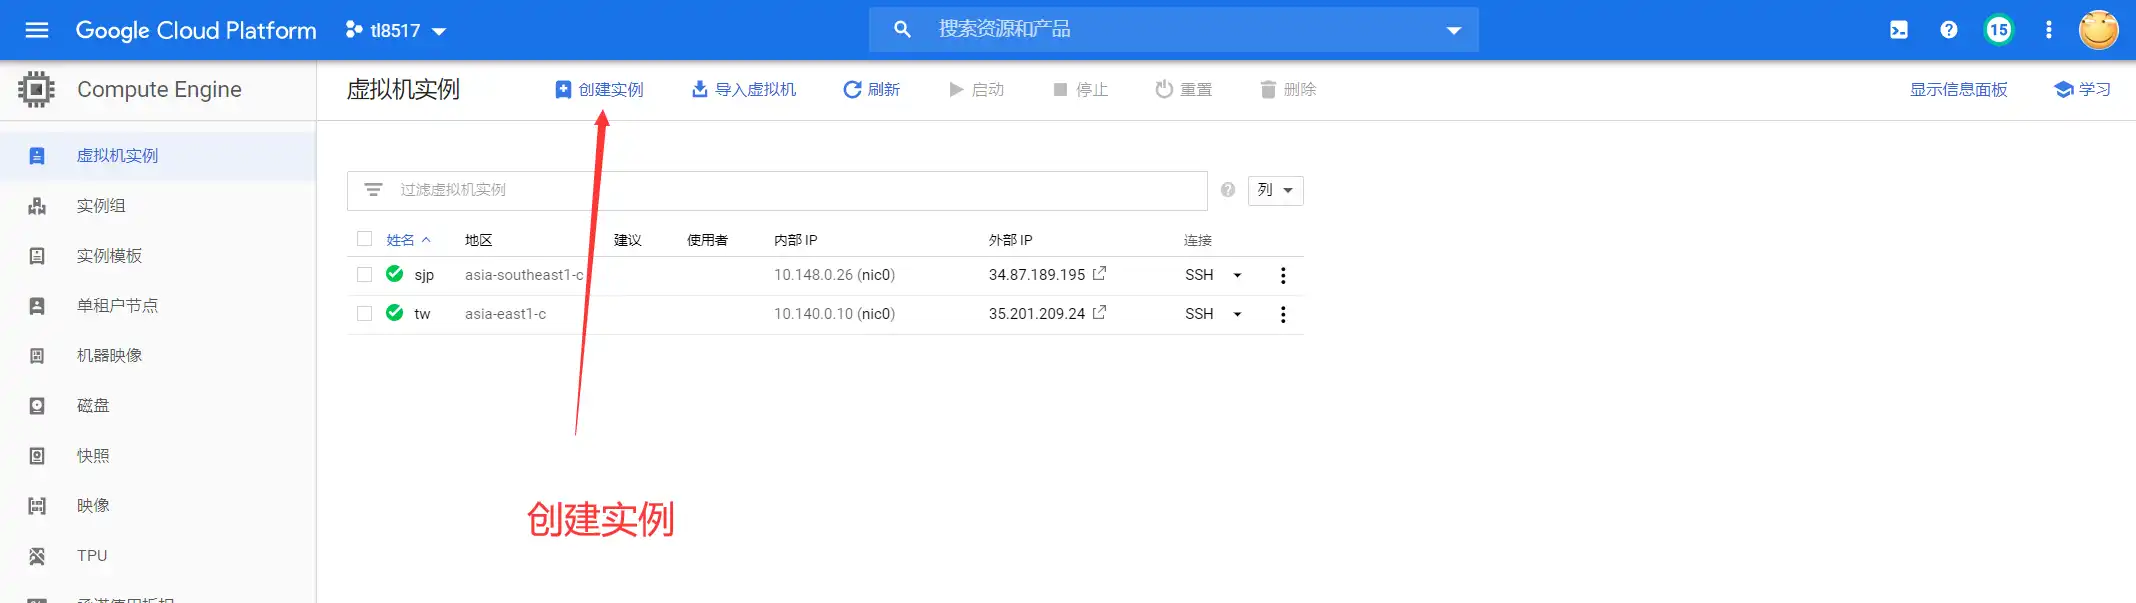 Google Cloud Platform tl8517 搜索资源和产品 15
Compute Engine
虚拟机实例 创建实例 导入虚拟机 刷新 启动 停止 重置 删除 显示信息面板 学习
虚拟机实例
实例组
实例模板
单租户节点
机器映像
磁盘
快照
映像
TPU
过滤虚拟机实例 列
姓名 地区 建议 使用者 内部 IP 外部 IP 连接
sjp asia-southeast1-c 10.148.0.26 (nic0) 34.87.189.195 SSH
tw asia-east1-c 10.140.0.10 (nic0) 35.201.209.24 SSH
创建实例